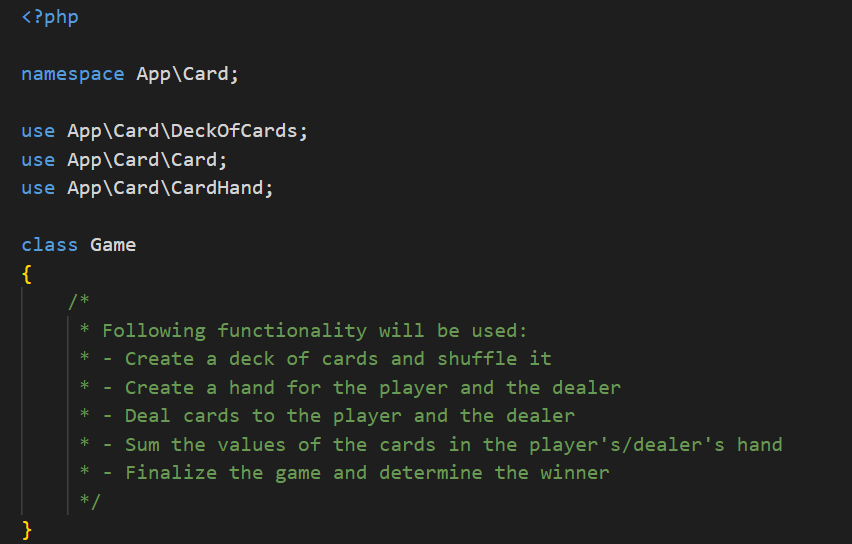 <?php
namespace App\Card;
use App\Card\DeckOfCards;
use App\Card\Card;
use App\Card\CardHand;
class Game
{
/*
* Following functionality will be used:
* - Create a deck of cards and shuffle it
* - Create a hand for the player and the dealer
* - Deal cards to the player and the dealer
* - Sum the values of the cards in the player's/dealer's hand
* - Finalize the game and determine the winner
*/
}